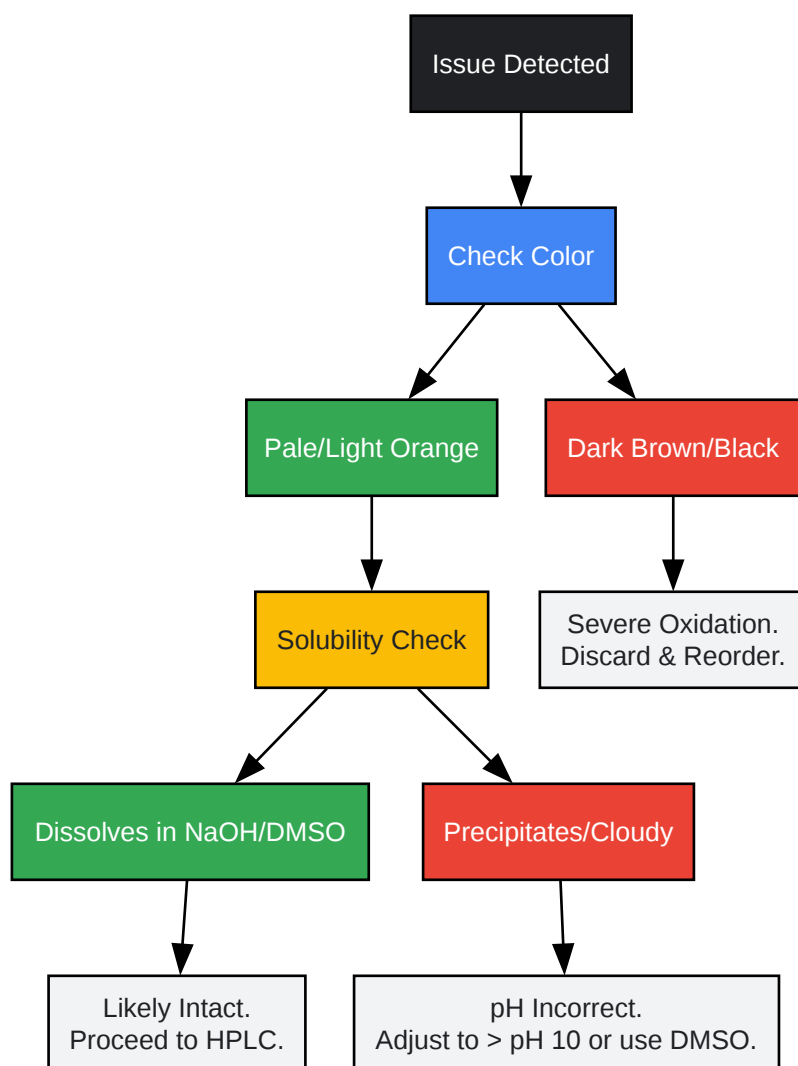 Issue Detected
Check Color
Pale/Light Orange
Dark Brown/Black
Solubility Check
Severe Oxidation.
Discard & Reorder.
Dissolves in NaOH/DMSO
Precipitates/Cloudy
Likely Intact.
Proceed to HPLC.
pH Incorrect.
Adjust to > pH 10 or use DMSO.